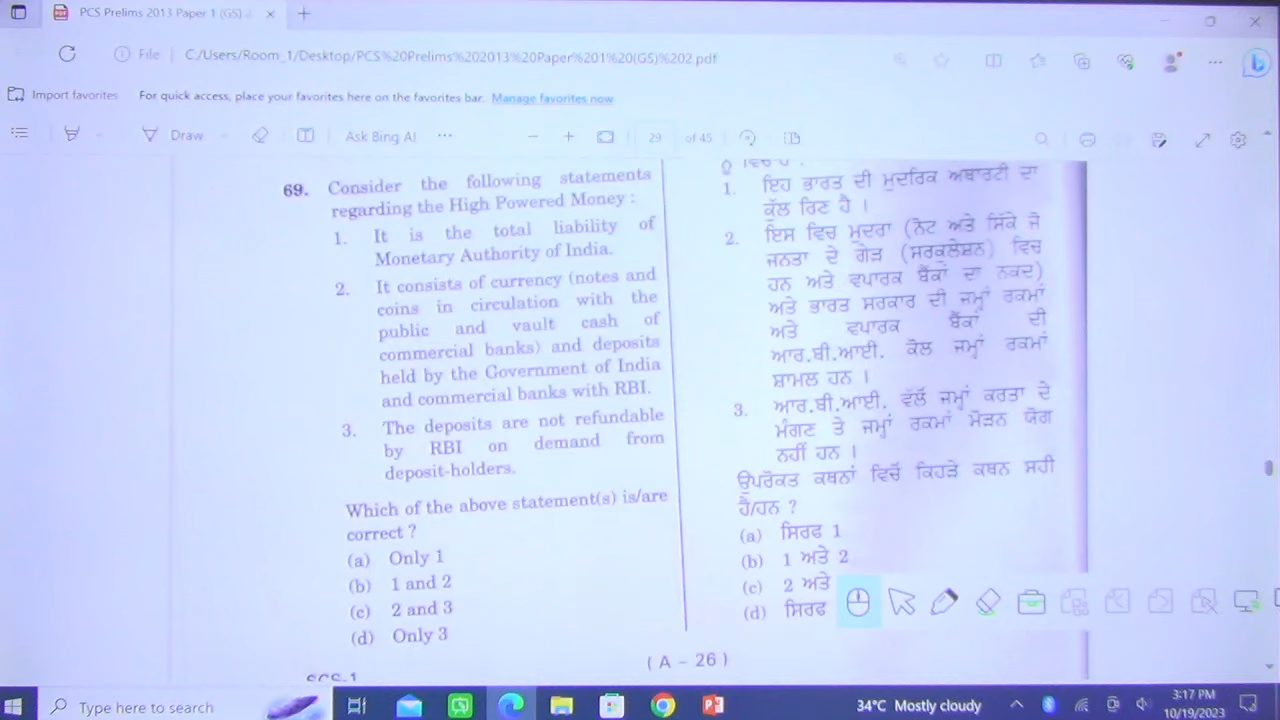 PCS Prelims 2013 Paper 1 (GS)
File
C:/Users/Room_1/Desktop/PCS%20Prelims%202013%20Paper%201%20(GS)%202.pdf
Import favorites
For quick access, place your favorites here on the favorites bar. Manage favorites now
Draw
Ask Bing AI
29 of 45
69. Consider the following statements
regarding the High Powered Money :
1. It is the total liability of
Monetary Authority of India.
2. It consists of currency (notes and
coins in circulation with the
public and vault cash of
commercial banks) and deposits
held by the Government of India
and commercial banks with RBI.
3. The deposits are not refundable
by RBI on demand from
deposit-holders.
Which of the above statement(s) is/are
correct ?
(a) Only 1
(b) 1 and 2
(c) 2 and 3
(d) Only 3
1. ਇਹ ਭਾਰਤ ਦੀ ਮੁਦਰਿਕ ਅਥਾਰਟੀ ਦਾ
ਕੁੱਲ ਰਿਣ ਹੈ ।
2. ਇਸ ਵਿਚ ਮੁਦਰਾ (ਨੋਟ ਅਤੇ ਸਿੱਕੇ ਜੋ
ਜਨਤਾ ਦੇ ਗੇੜ (ਸਰਕਲੇਸ਼ਨ) ਵਿਚ
ਹਨ ਅਤੇ ਵਪਾਰਕ ਬੈਂਕਾਂ ਦਾ ਨਕਦ)
ਅਤੇ ਭਾਰਤ ਸਰਕਾਰ ਦੀ ਜਮ੍ਹਾਂ ਰਕਮਾਂ
ਅਤੇ ਵਪਾਰਕ ਬੈਂਕਾਂ ਦੀ
ਆਰ.ਬੀ.ਆਈ. ਕੋਲ ਜਮ੍ਹਾਂ ਰਕਮਾਂ
ਸ਼ਾਮਲ ਹਨ ।
3. ਆਰ.ਬੀ.ਆਈ. ਵੱਲੋਂ ਜਮ੍ਹਾਂ ਕਰਤਾ ਦੇ
ਮੰਗਣ ਤੇ ਜਮ੍ਹਾਂ ਰਕਮਾਂ ਮੋੜਨ ਯੋਗ
ਨਹੀਂ ਹਨ ।
ਉਪਰੋਕਤ ਕਥਨਾਂ ਵਿਚੋਂ ਕਿਹੜੇ ਕਥਨ ਸਹੀ
ਹੈ/ਹਨ ?
(a) ਸਿਰਫ 1
(b) 1 ਅਤੇ 2
(c) 2 ਅਤੇ
(d) ਸਿਰਫ
( A – 26 )
SCS-1
Type here to search
34°C Mostly cloudy
3:17 PM
10/19/2023